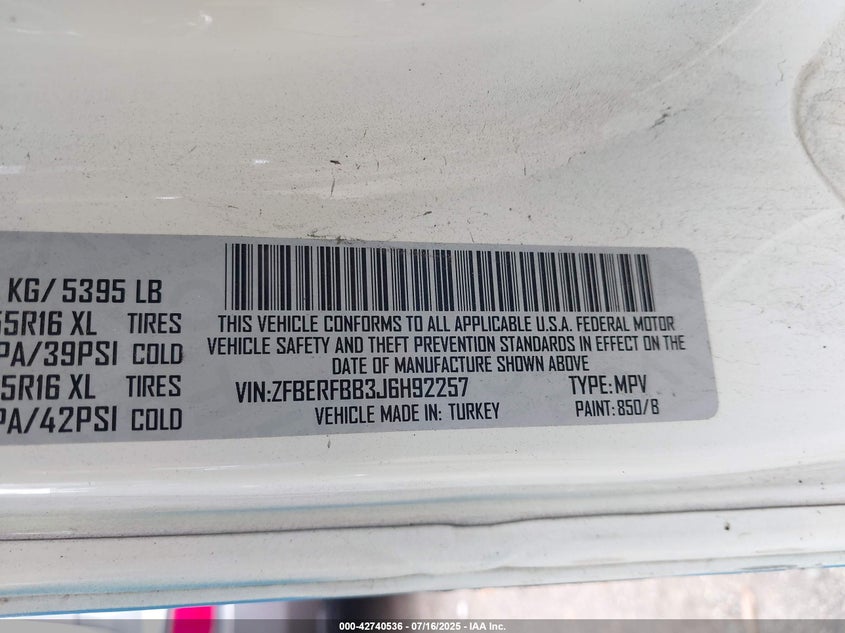 KG/ 5395 LB
55R16 XL TIRES
PA/39PSI COLD
5R16 XL TIRES
PA/42PSI COLD
THIS VEHICLE CONFORMS TO ALL APPLICABLE U.S.A. FEDERAL MOTOR
VEHICLE SAFETY AND THEFT PREVENTION STANDARDS IN EFFECT ON THE
DATE OF MANUFACTURE SHOWN ABOVE
VIN:ZFBERFBB3J6H92257 TYPE:MPV
VEHICLE MADE IN: TURKEY PAINT: 850/B
000-42740536 - 07/16/2025 - IAA Inc.